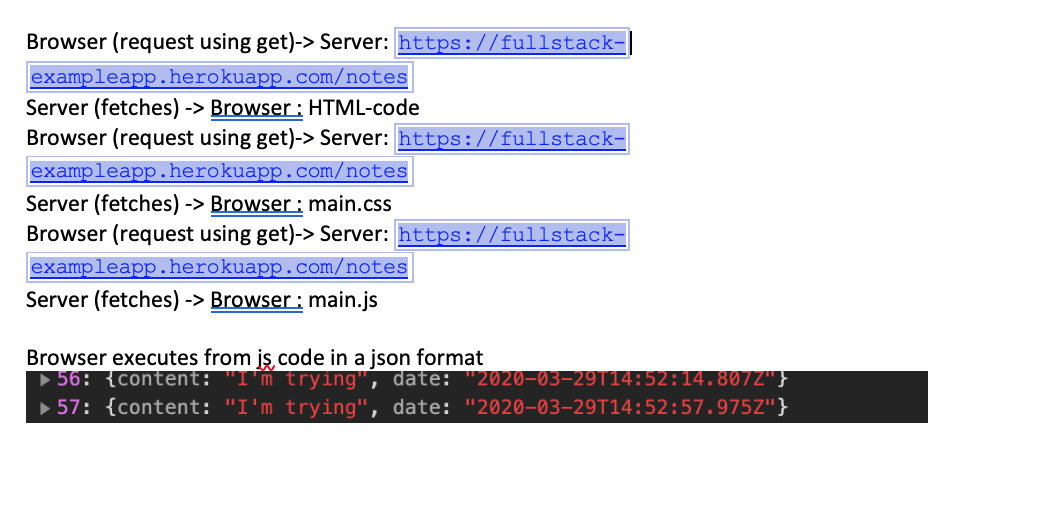 Browser (request using get)-> Server: https://fullstack-
exampleapp.herokuapp.com/notes
Server (fetches) -> Browser : HTML-code
Browser (request using get)-> Server: https://fullstack-
exampleapp.herokuapp.com/notes
Server (fetches) -> Browser : main.css
Browser (request using get)-> Server: https://fullstack-
exampleapp.herokuapp.com/notes
Server (fetches) -> Browser : main.js
Browser executes from js code in a json format
▶ 56: {content: "I'm trying", date: "2020-03-29T14:52:14.807Z"}
▶ 57: {content: "I'm trying", date: "2020-03-29T14:52:57.975Z"}